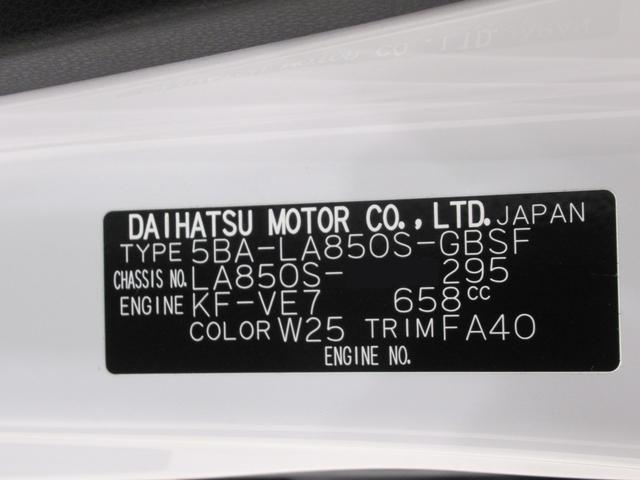 DAIHATSU MOTOR CO., LTD. JAPAN
TYPE 5BA-LA850S-GBSF
CHASSIS NO. LA850S- 295
ENGINE KF-VE7 658cc
COLOR W25 TRIM FA40
ENGINE NO.